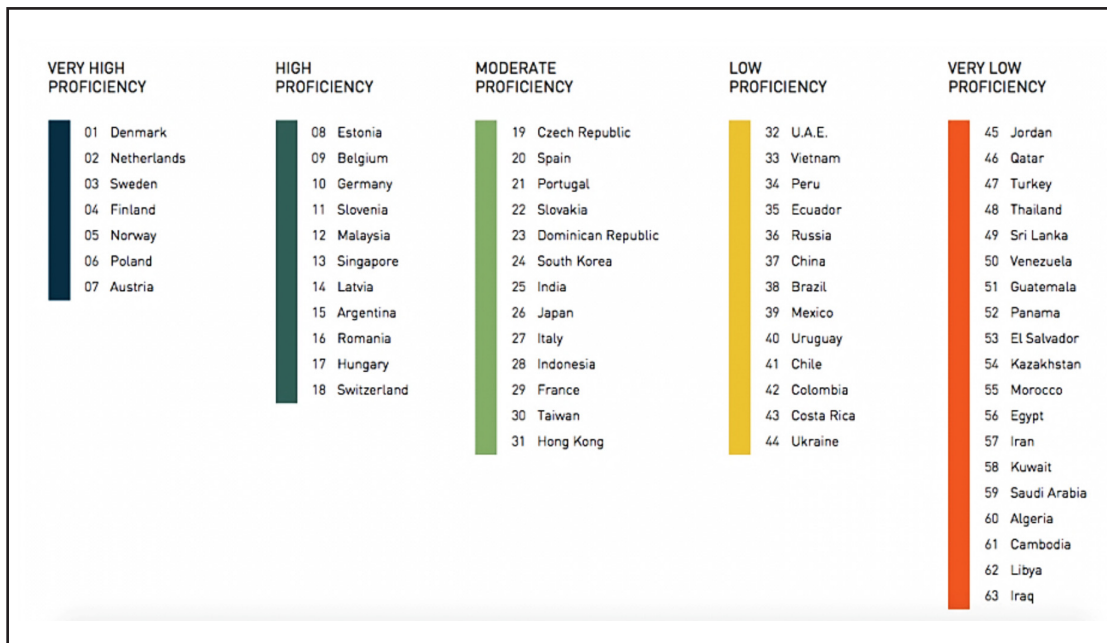 VERY HIGH
PROFICIENCY
01 Denmark
02 Netherlands
03 Sweden
04 Finland
05 Norway
06 Poland
07 Austria
HIGH
PROFICIENCY
08 Estonia
09 Belgium
10 Germany
11 Slovenia
12 Malaysia
13 Singapore
14 Latvia
15 Argentina
16 Romania
17 Hungary
18 Switzerland
MODERATE
PROFICIENCY
19 Czech Republic
20 Spain
21 Portugal
22 Slovakia
23 Dominican Republic
24 South Korea
25 India
26 Japan
27 Italy
28 Indonesia
29 France
30 Taiwan
31 Hong Kong
LOW
PROFICIENCY
32 U.A.E.
33 Vietnam
34 Peru
35 Ecuador
36 Russia
37 China
38 Brazil
39 Mexico
40 Uruguay
41 Chile
42 Colombia
43 Costa Rica
44 Ukraine
VERY LOW
PROFICIENCY
45 Jordan
46 Qatar
47 Turkey
48 Thailand
49 Sri Lanka
50 Venezuela
51 Guatemala
52 Panama
53 El Salvador
54 Kazakhstan
55 Morocco
56 Egypt
57 Iran
58 Kuwait
59 Saudi Arabia
60 Algeria
61 Cambodia
62 Libya
63 Iraq